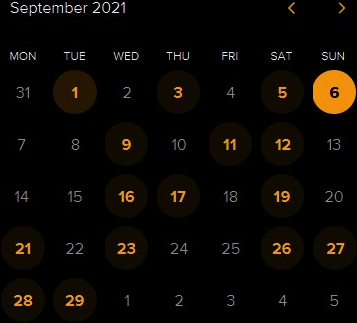 September 2021
MON TUE WED THU FRI SAT SUN
31 1 2 3 4 5 6
7 8 9 10 11 12 13
14 15 16 17 18 19 20
21 22 23 24 25 26 27
28 29 1 2 3 4 5